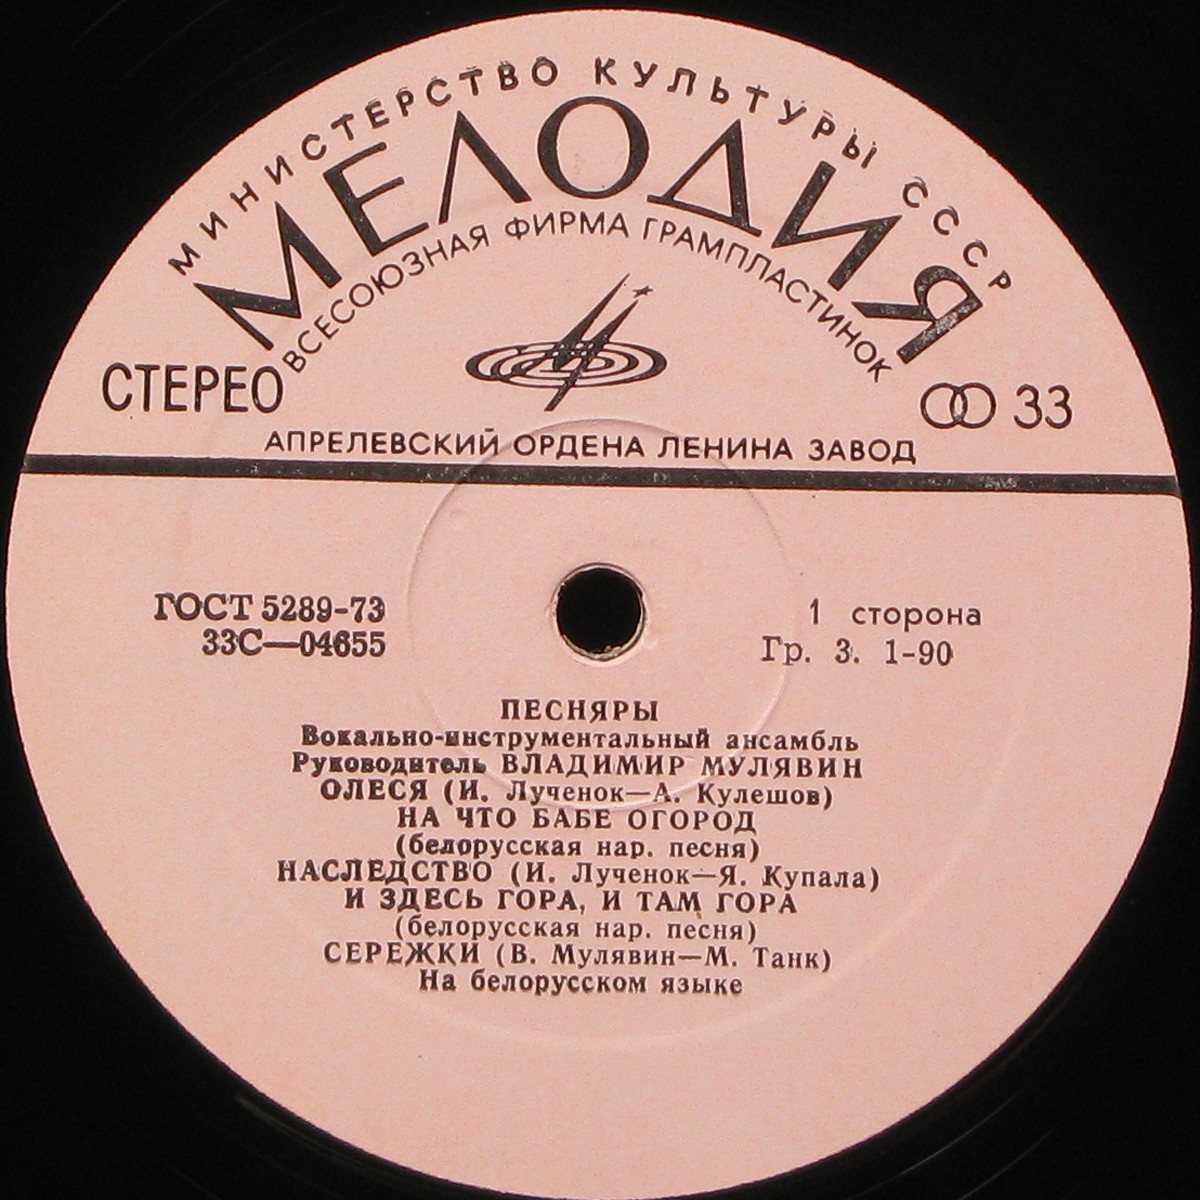 МИНИСТЕРСТВО КУЛЬТУРЫ СССР
МЕЛОДИЯ
ВСЕСОЮЗНАЯ ФИРМА ГРАМПЛАСТИНОК
СТЕРЕО
33
АПРЕЛЕВСКИЙ ОРДЕНА ЛЕНИНА ЗАВОД
ГОСТ 5289-73
33С—04655
1 сторона
Гр. 3. 1-90
ПЕСНЯРЫ
Вокально-инструментальный ансамбль
Руководитель ВЛАДИМИР МУЛЯВИН
ОЛЕСЯ (И. Лученок—А. Кулешов)
НА ЧТО БАБЕ ОГОРОД
(белорусская нар. песня)
НАСЛЕДСТВО (И. Лученок—Я. Купала)
И ЗДЕСЬ ГОРА, И ТАМ ГОРА
(белорусская нар. песня)
СЕРЕЖКИ (В. Мулявин—М. Танк)
На белорусском языке